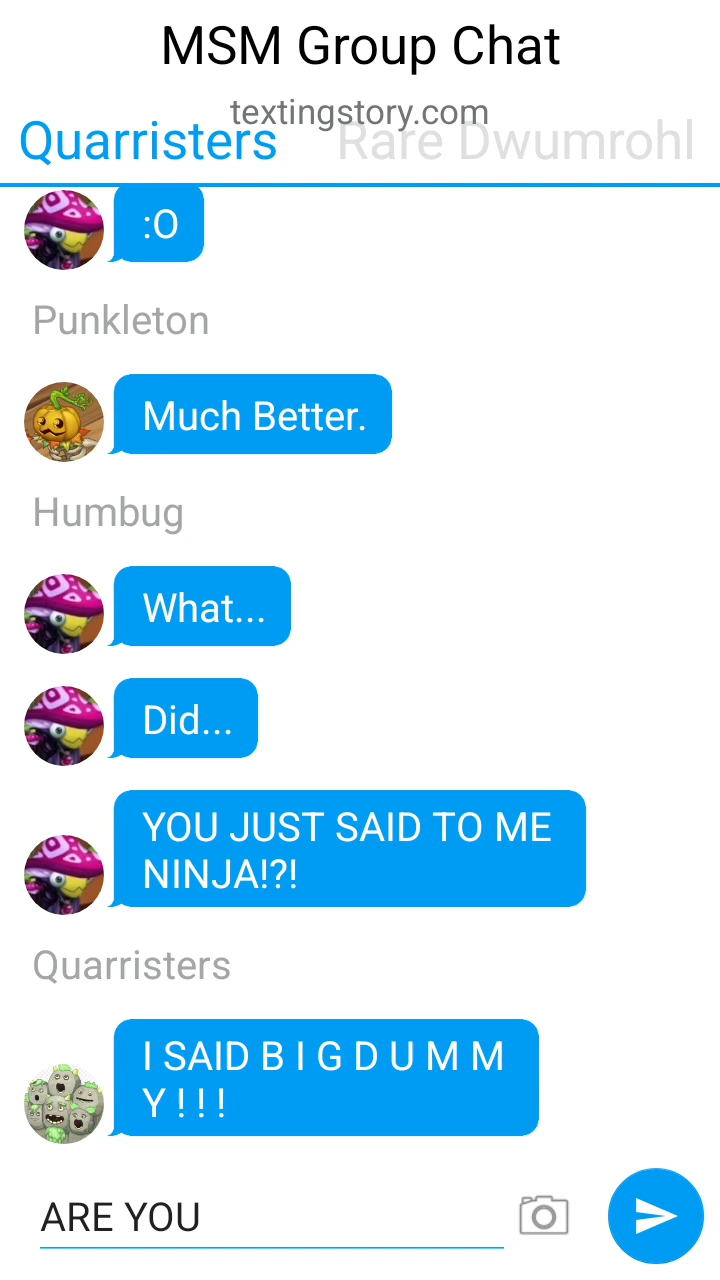 MSM Group Chat
textingstory.com
Quarristers Rare Dwumrohl
:O
Punkleton
Much Better.
Humbug
What...
Did...
YOU JUST SAID TO ME
NINJA!?!
Quarristers
I SAID B I G D U M M
Y ! ! !
ARE YOU